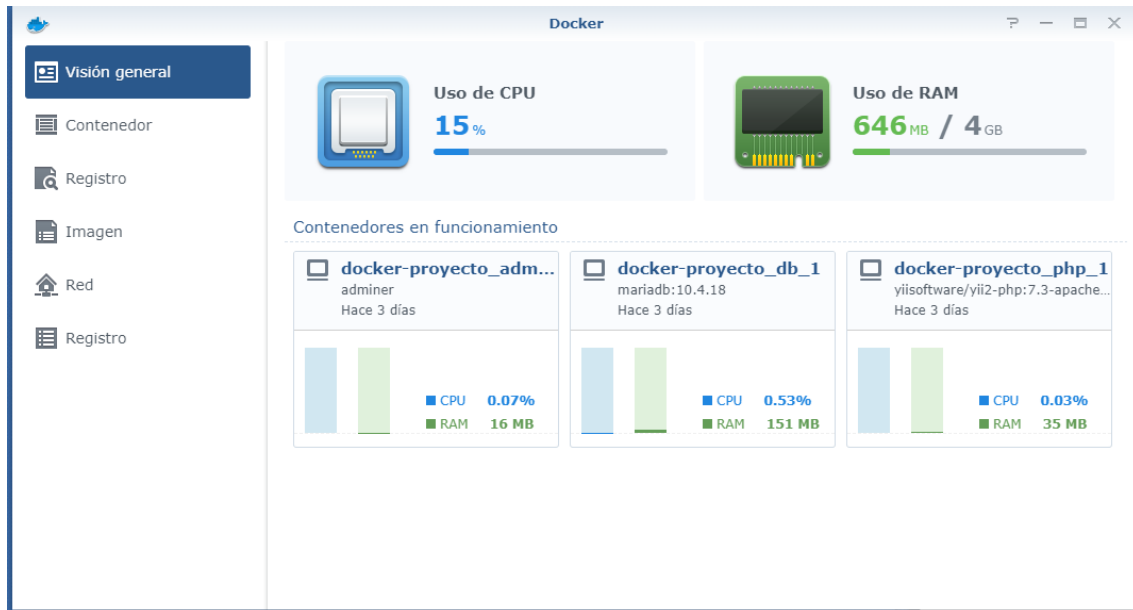 Docker
Visión general
Contenedor
Registro
Imagen
Red
Registro
Uso de CPU
15 %
Uso de RAM
646 MB / 4 GB
Contenedores en funcionamiento
docker-proyecto_adm...
adminer
Hace 3 días
CPU 0.07%
RAM 16 MB
docker-proyecto_db_1
mariadb:10.4.18
Hace 3 días
CPU 0.53%
RAM 151 MB
docker-proyecto_php_1
yiisoftware/yii2-php:7.3-apache...
Hace 3 días
CPU 0.03%
RAM 35 MB